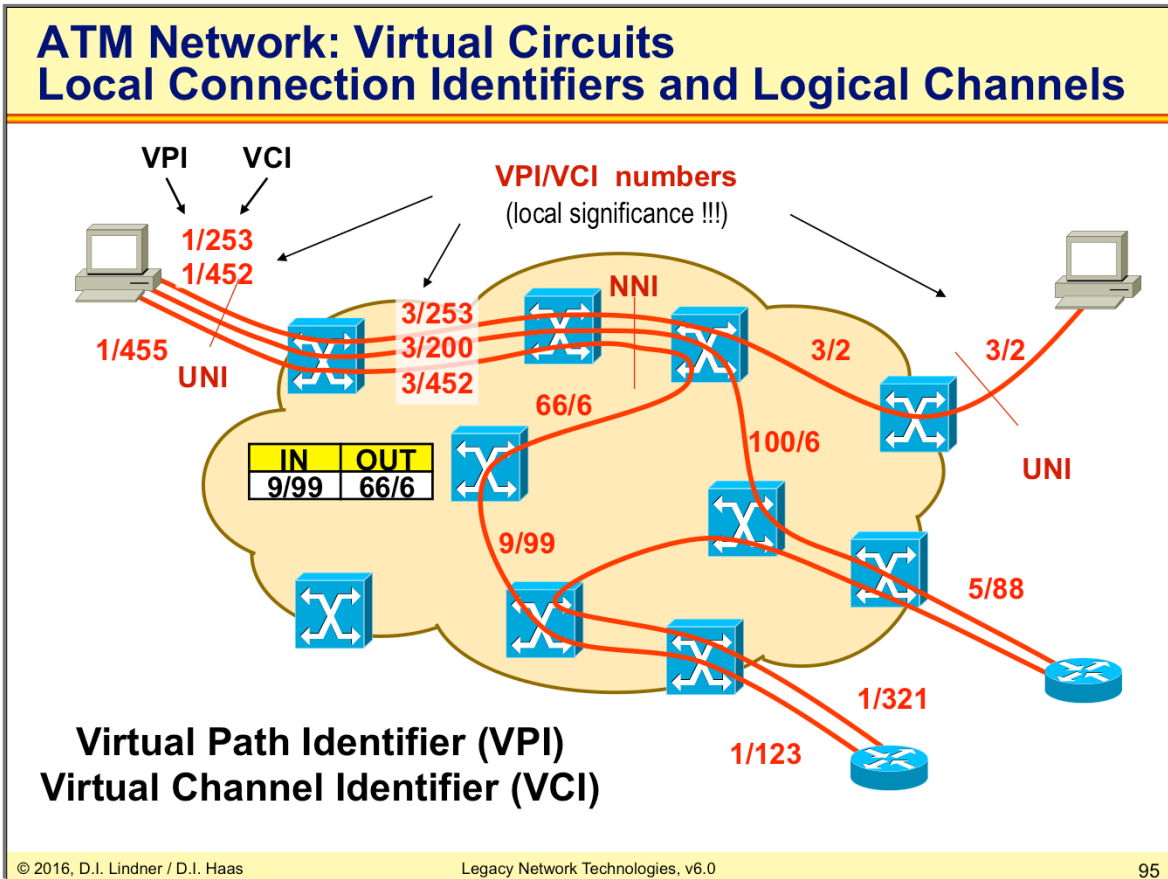 ATM Network: Virtual Circuits
Local Connection Identifiers and Logical Channels
VPI VCI
VPI/VCI numbers
(local significance !!!)
1/253
1/452
1/455
UNI
3/253
3/200
3/452
NNI
3/2
3/2
UNI
66/6
100/6
IN OUT
9/99 66/6
9/99
5/88
1/321
1/123
Virtual Path Identifier (VPI)
Virtual Channel Identifier (VCI)
© 2016, D.I. Lindner / D.I. Haas Legacy Network Technologies, v6.0 95